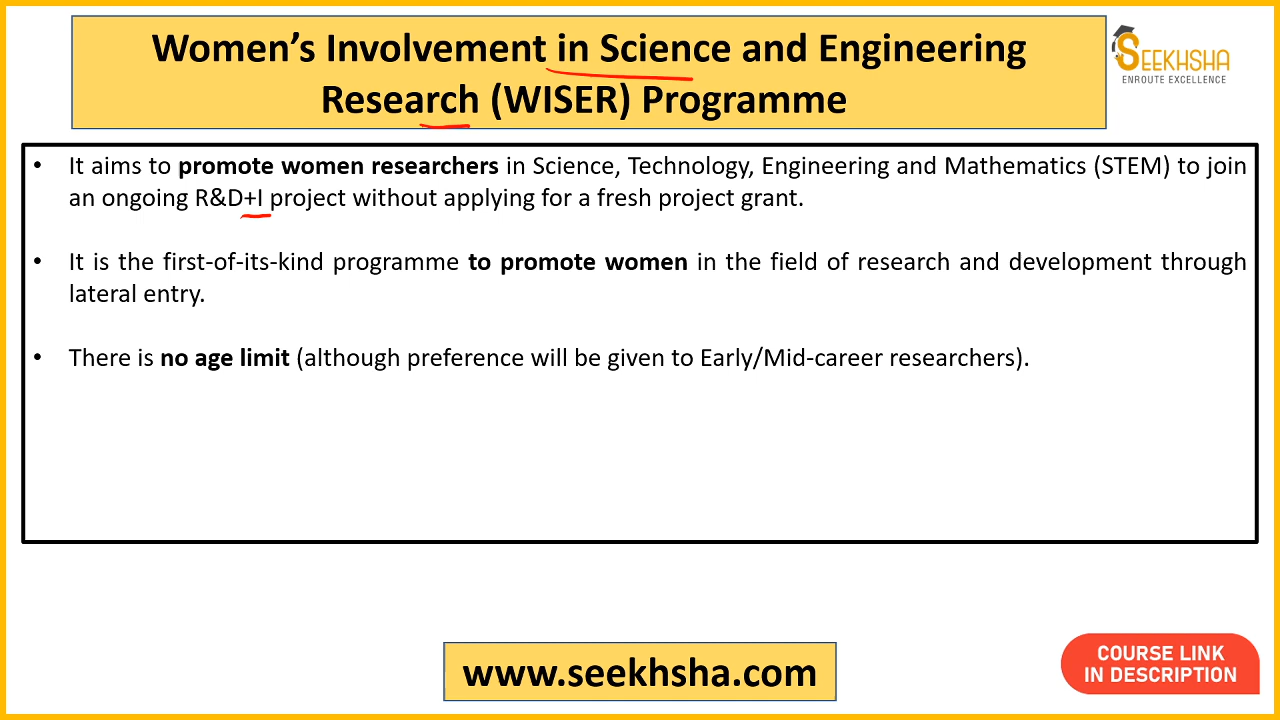 Women’s Involvement in Science and Engineering
Research (WISER) Programme
SEEKHSHA
ENROUTE EXCELLENCE
• It aims to promote women researchers in Science, Technology, Engineering and Mathematics (STEM) to join
an ongoing R&D+I project without applying for a fresh project grant.
• It is the first-of-its-kind programme to promote women in the field of research and development through
lateral entry.
• There is no age limit (although preference will be given to Early/Mid-career researchers).
www.seekhsha.com
COURSE LINK
IN DESCRIPTION